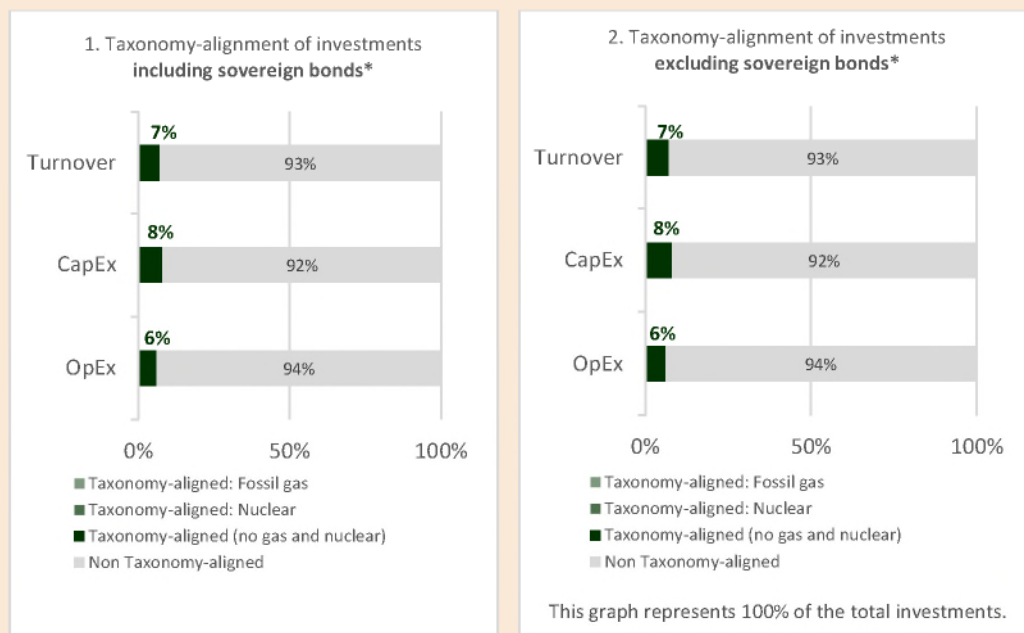 1. Taxonomy-alignment of investments
including sovereign bonds*
7%
Turnover
93%
8%
CapEx
92%
6%
OpEx
94%
0%
50%
100%
Taxonomy-aligned: Fossil gas
Taxonomy-aligned: Nuclear
Taxonomy-aligned (no gas and nuclear)
Non Taxonomy-aligned
2. Taxonomy-alignment of investments
excluding sovereign bonds*
7%
Turnover
93%
8%
CapEx
92%
6%
OpEx
94%
0%
50%
100%
Taxonomy-aligned: Fossil gas
Taxonomy-aligned: Nuclear
Taxonomy-aligned (no gas and nuclear)
Non Taxonomy-aligned
This graph represents 100% of the total investments.